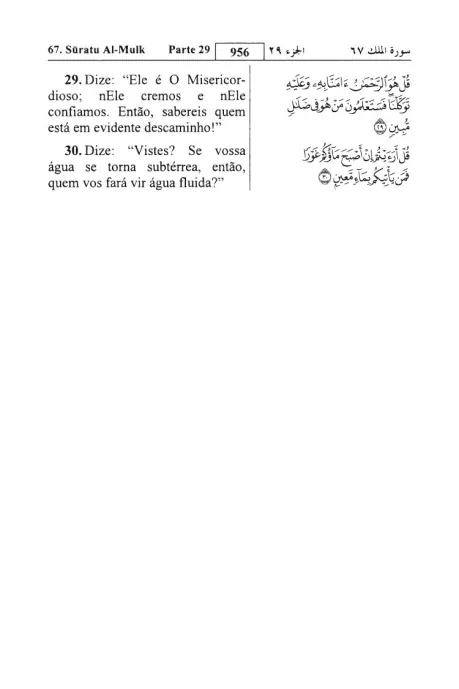 67. Sūratu Al-Mulk Parte 29 956 الجزء ٢٩ سورة الملك ٦٧
29. Dize: “Ele é O Misericor-
dioso; nEle cremos e nEle
confiamos. Então, sabereis quem
está em evidente descaminho!”
30. Dize: “Vistes? Se vossa
água se torna subtérrea, então,
quem vos fará vir água fluida?”
قُلْ هُوَ ٱلرَّحْمَٰنُ ءَامَنَّا بِهِۦ وَعَلَيْهِ
تَوَكَّلْنَا فَسَتَعْلَمُونَ مَنْ هُوَ فِي ضَلَٰلٍ
مُّبِينٍ ٢٩
قُلْ أَرَءَيْتُمْ إِنْ أَصْبَحَ مَآؤُكُمْ غَوْرًا
فَمَن يَأْتِيكُم بِمَآءٍ مَّعِينٍ ٣٠